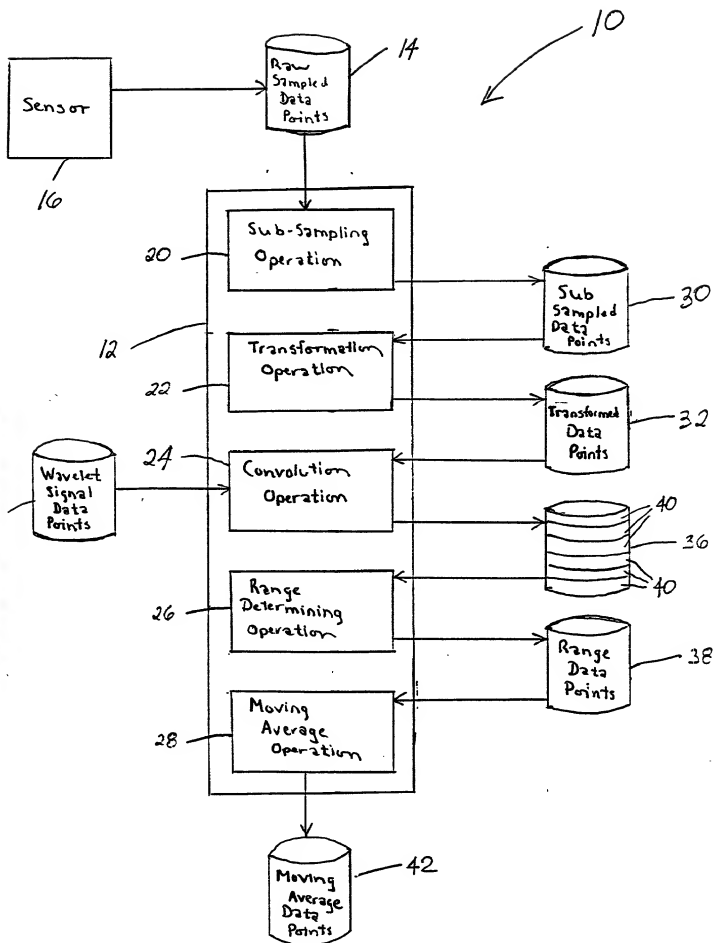 10
14
Raw
Sampled
Data
Points
Sensor
16
20
Sub-Sampling
Operation
30
Sub
Sampled
Data
Points
12
Transformation
Operation
22
Transformed
Data
Points
32
24
Convolution
Operation
Wavelet
Signal
Data
Points
40
36
40
26
Range
Determining
Operation
Range
Data
Points
38
28
Moving
Average
Operation
42
Moving
Average
Data
Points